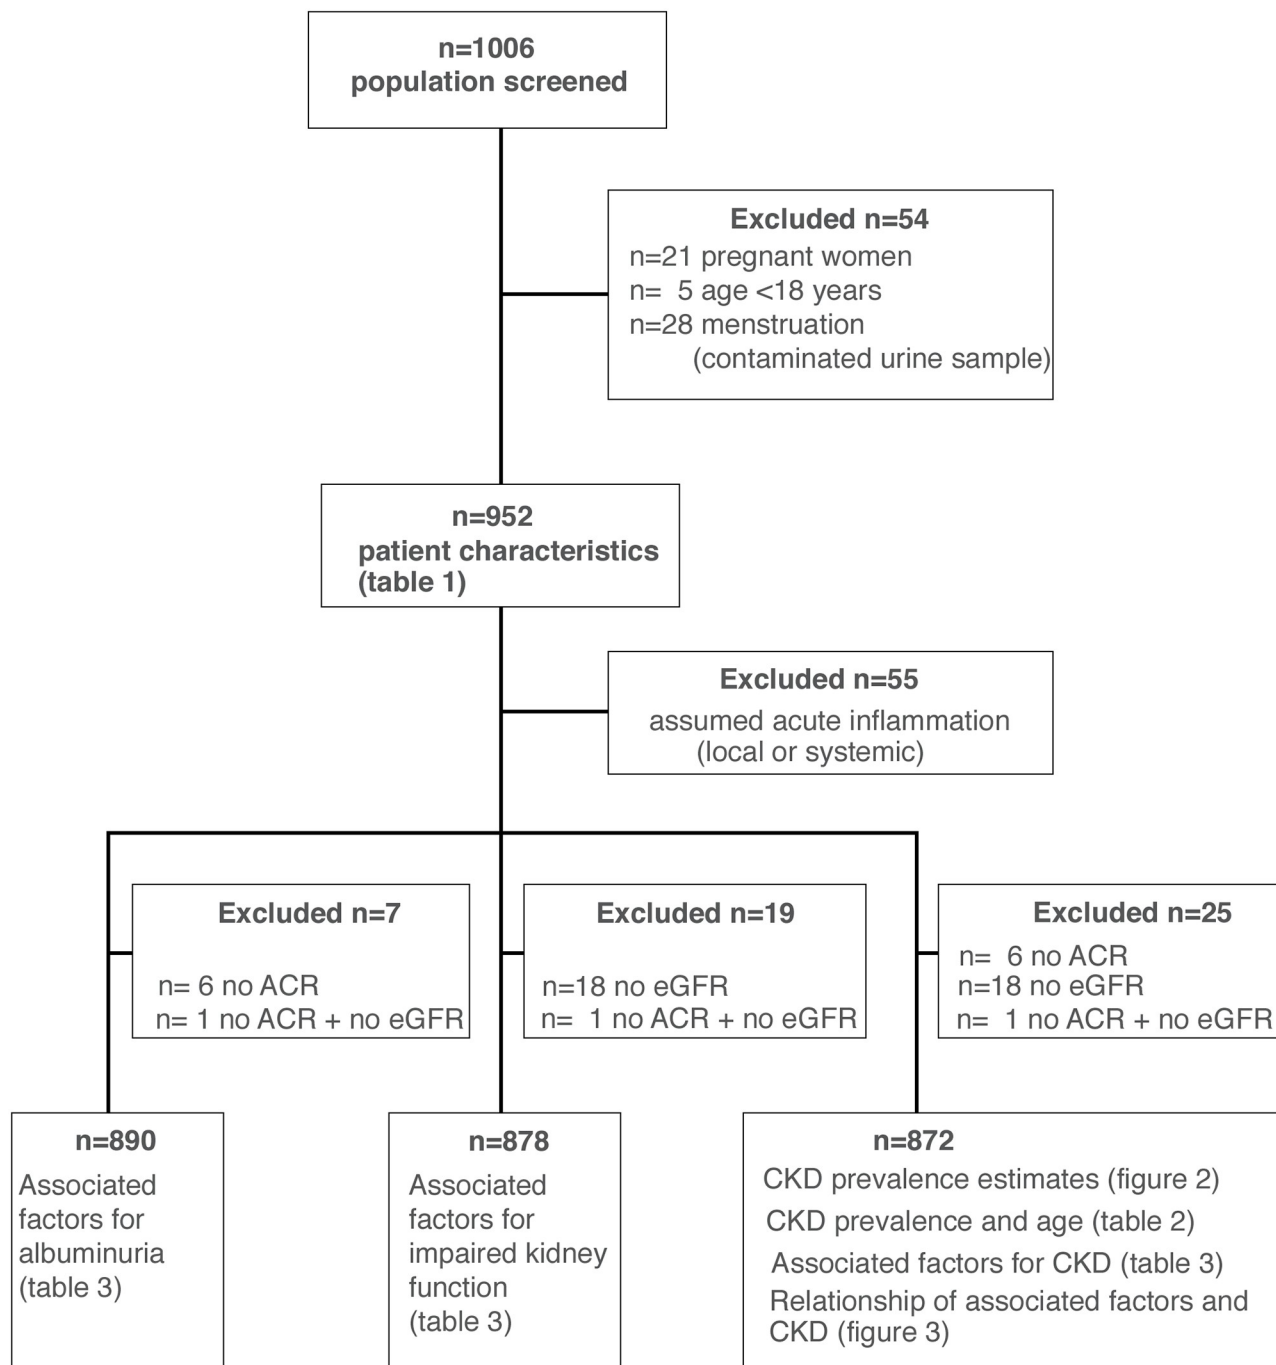 n=1006
population screened
Excluded n=54
n=21 pregnant women
n= 5 age <18 years
n=28 menstruation
(contaminated urine sample)
n=952
patient characteristics
(table 1)
Excluded n=55
assumed acute inflammation
(local or systemic)
Excluded n=7
n= 6 no ACR
n= 1 no ACR + no eGFR
Excluded n=19
n=18 no eGFR
n= 1 no ACR + no eGFR
Excluded n=25
n= 6 no ACR
n=18 no eGFR
n= 1 no ACR + no eGFR
n=890
Associated
factors for
albuminuria
(table 3)
n=878
Associated
factors for
impaired kidney
function
(table 3)
n=872
CKD prevalence estimates (figure 2)
CKD prevalence and age (table 2)
Associated factors for CKD (table 3)
Relationship of associated factors and
CKD (figure 3)